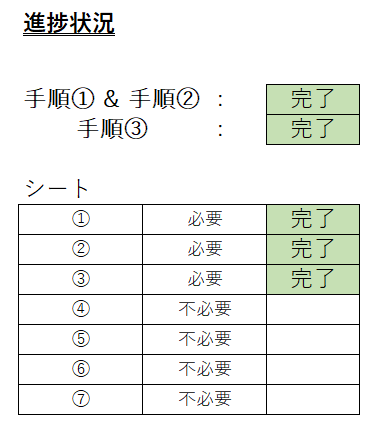 進捗状況
手順① & 手順② : 完了
手順③ : 完了
シート
① 必要 完了
② 必要 完了
③ 必要 完了
④ 不必要
⑤ 不必要
⑥ 不必要
⑦ 不必要